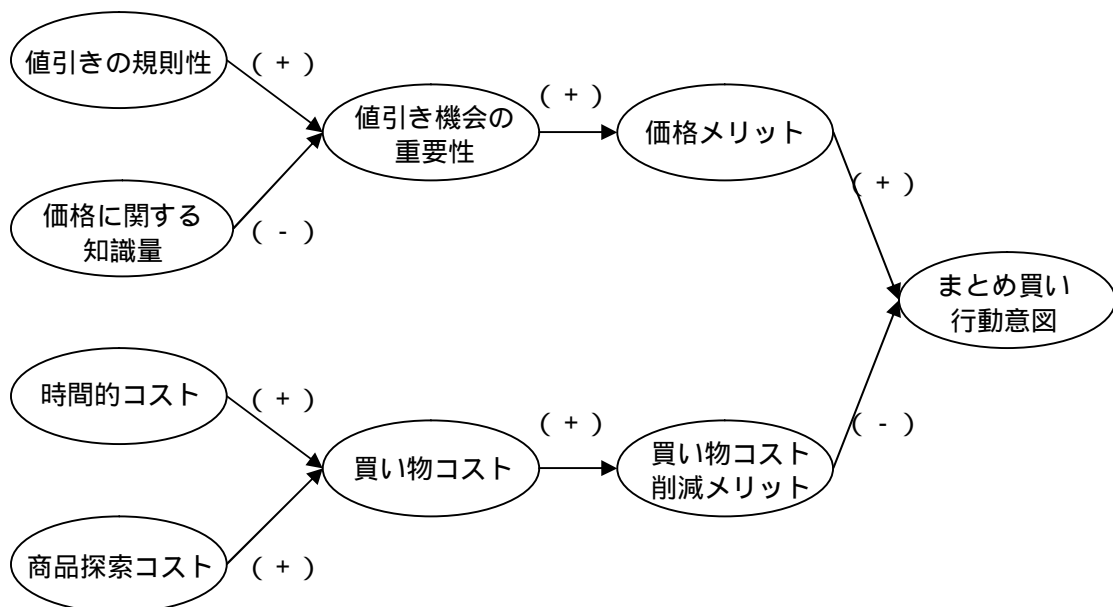 値引きの規則性
( + )
値引き機会の
重要性
( + )
価格メリット
( + )
価格に関する
知識量
( - )
まとめ買い
行動意図
時間的コスト
( + )
買い物コスト
( + )
買い物コスト
削減メリット
( - )
商品探索コスト
( + )